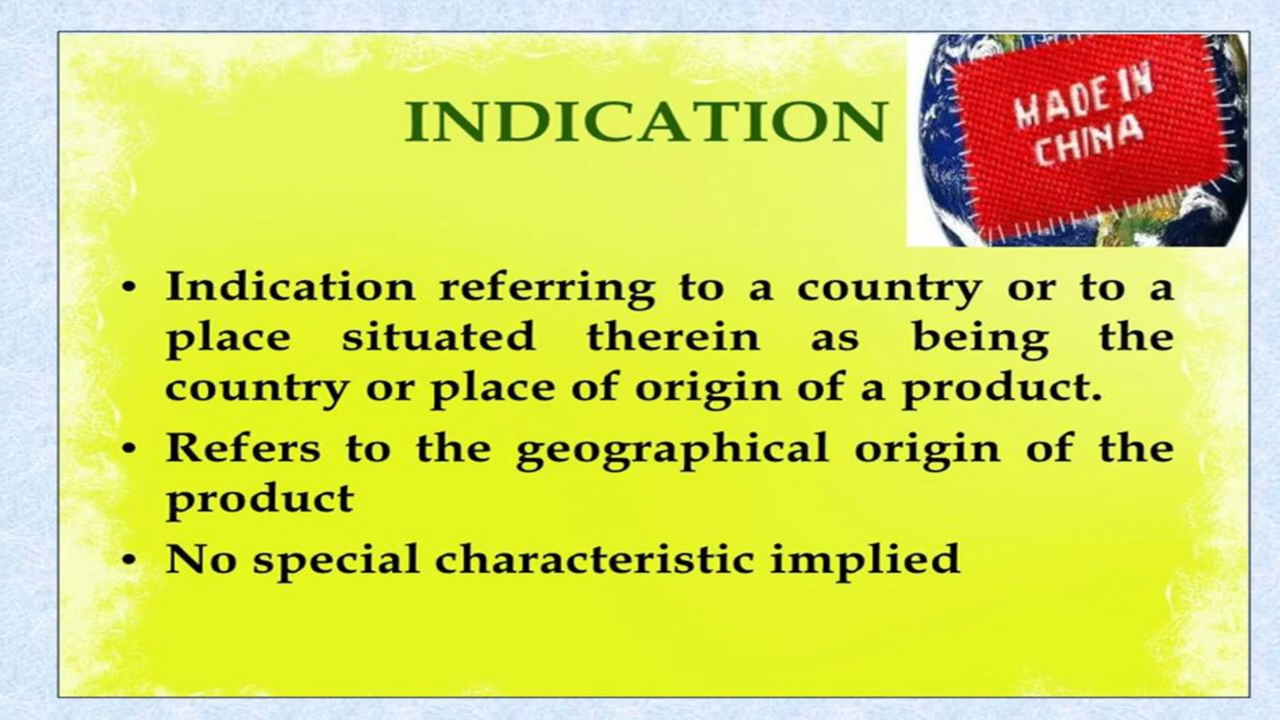 INDICATION
MADE IN
CHINA
• Indication referring to a country or to a
place situated therein as being the
country or place of origin of a product.
• Refers to the geographical origin of the
product
• No special characteristic implied